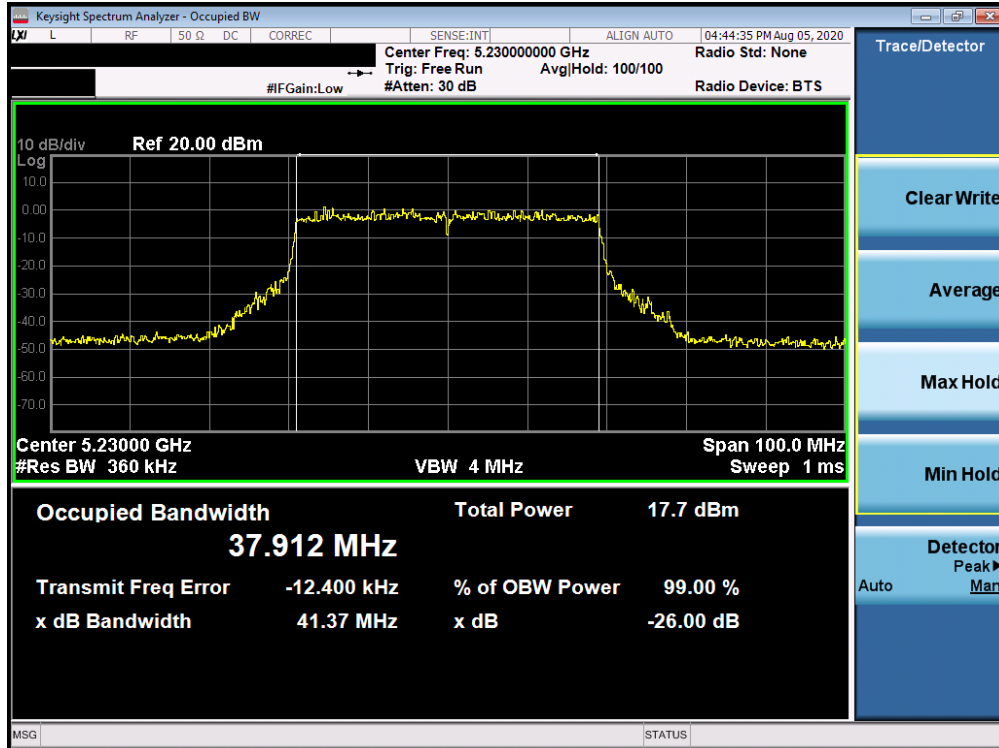 Keysight Spectrum Analyzer - Occupied BW
LXI L RF 50 Ω DC CORREC SENSE:INT ALIGN AUTO 04:44:35 PM Aug 05, 2020
Center Freq: 5.230000000 GHz Radio Std: None
Trig: Free Run Avg|Hold: 100/100
#IFGain:Low #Atten: 30 dB Radio Device: BTS
Trace/Detector
10 dB/div Ref 20.00 dBm
Log
10.0
0.00
-10.0
-20.0
-30.0
-40.0
-50.0
-60.0
-70.0
Center 5.23000 GHz Span 100.0 MHz
#Res BW 360 kHz VBW 4 MHz Sweep 1 ms
Occupied Bandwidth Total Power 17.7 dBm
37.912 MHz
Transmit Freq Error -12.400 kHz % of OBW Power 99.00 %
x dB Bandwidth 41.37 MHz x dB -26.00 dB
Clear Write
Average
Max Hold
Min Hold
Detector
Peak▶
Auto Man
MSG STATUS